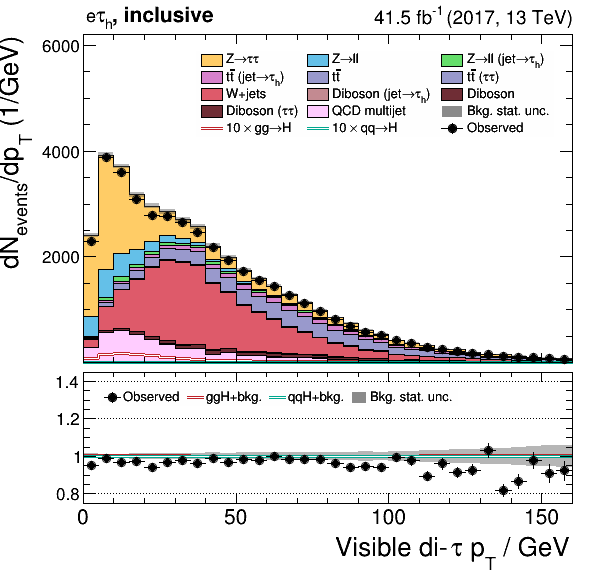 eτh, inclusive
41.5 fb-1 (2017, 13 TeV)
dNevents/dpT (1/GeV)
6000
4000
2000
Z→ττ Z→ll Z→ll (jet→τh)
tt̄ (jet→τh) tt̄ tt̄ (ττ)
W+jets Diboson (jet→τh) Diboson
Diboson (ττ) QCD multijet Bkg. stat. unc.
10 × gg→H 10 × qq→H Observed
1.4
1.2
1
0.8
Observed ggH+bkg. qqH+bkg. Bkg. stat. unc.
0 50 100 150
Visible di-τ pT / GeV